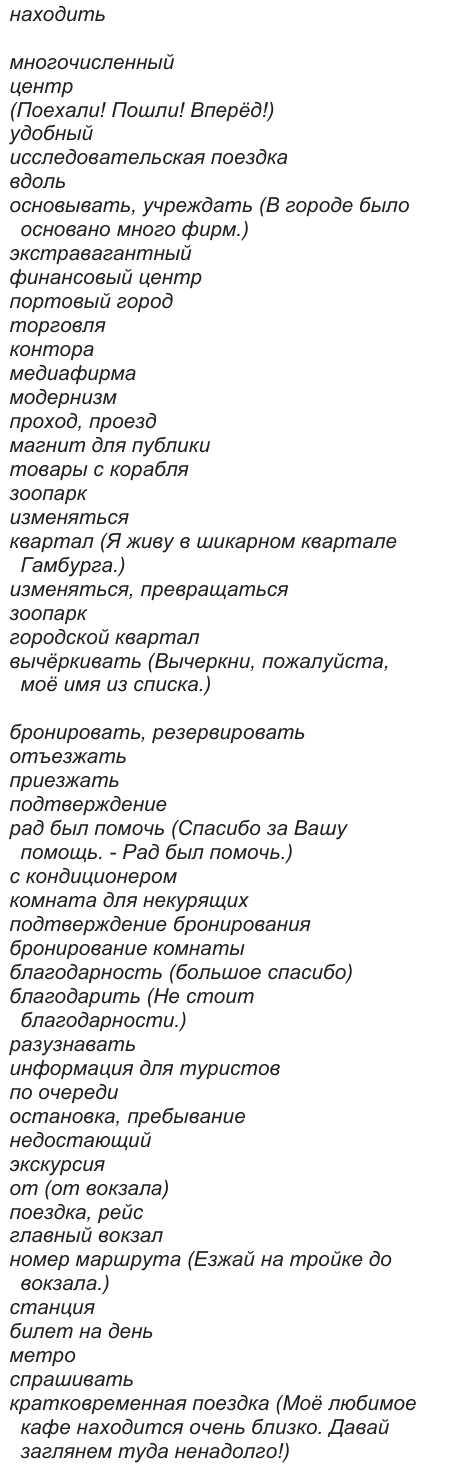 находить
многочисленный
центр
(Поехали! Пошли! Вперёд!)
удобный
исследовательская поездка
вдоль
основывать, учреждать (В городе было
основано много фирм.)
экстравагантный
финансовый центр
портовый город
торговля
контора
медиафирма
модернизм
проход, проезд
магнит для публики
товары с корабля
зоопарк
изменяться
квартал (Я живу в шикарном квартале
Гамбурга.)
изменяться, превращаться
зоопарк
городской квартал
вычёркивать (Вычеркни, пожалуйста,
моё имя из списка.)
бронировать, резервировать
отъезжать
приезжать
подтверждение
рад был помочь (Спасибо за Вашу
помощь. - Рад был помочь.)
с кондиционером
комната для некурящих
подтверждение бронирования
бронирование комнаты
благодарность (большое спасибо)
благодарить (Не стоит
благодарности.)
разузнавать
информация для туристов
по очереди
остановка, пребывание
недостающий
экскурсия
от (от вокзала)
поездка, рейс
главный вокзал
номер маршрута (Езжай на тройке до
вокзала.)
станция
билет на день
метро
спрашивать
кратковременная поездка (Моё любимое
кафе находится очень близко. Давай
заглянем туда ненадолго!)